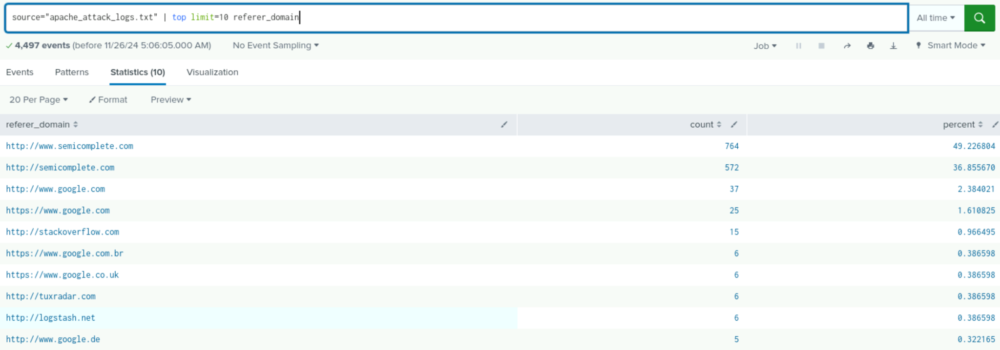 source="apache_attack_logs.txt" | top limit=10 referer_domain
All time
4,497 events (before 11/26/24 5:06:05.000 AM) No Event Sampling Job Smart Mode
Events Patterns Statistics (10) Visualization
20 Per Page Format Preview
referer_domain count percent
http://www.semicomplete.com 764 49.226804
http://semicomplete.com 572 36.855670
http://www.google.com 37 2.384021
https://www.google.com 25 1.610825
http://stackoverflow.com 15 0.966495
https://www.google.com.br 6 0.386598
https://www.google.co.uk 6 0.386598
http://tuxradar.com 6 0.386598
http://logstash.net 6 0.386598
http://www.google.de 5 0.322165